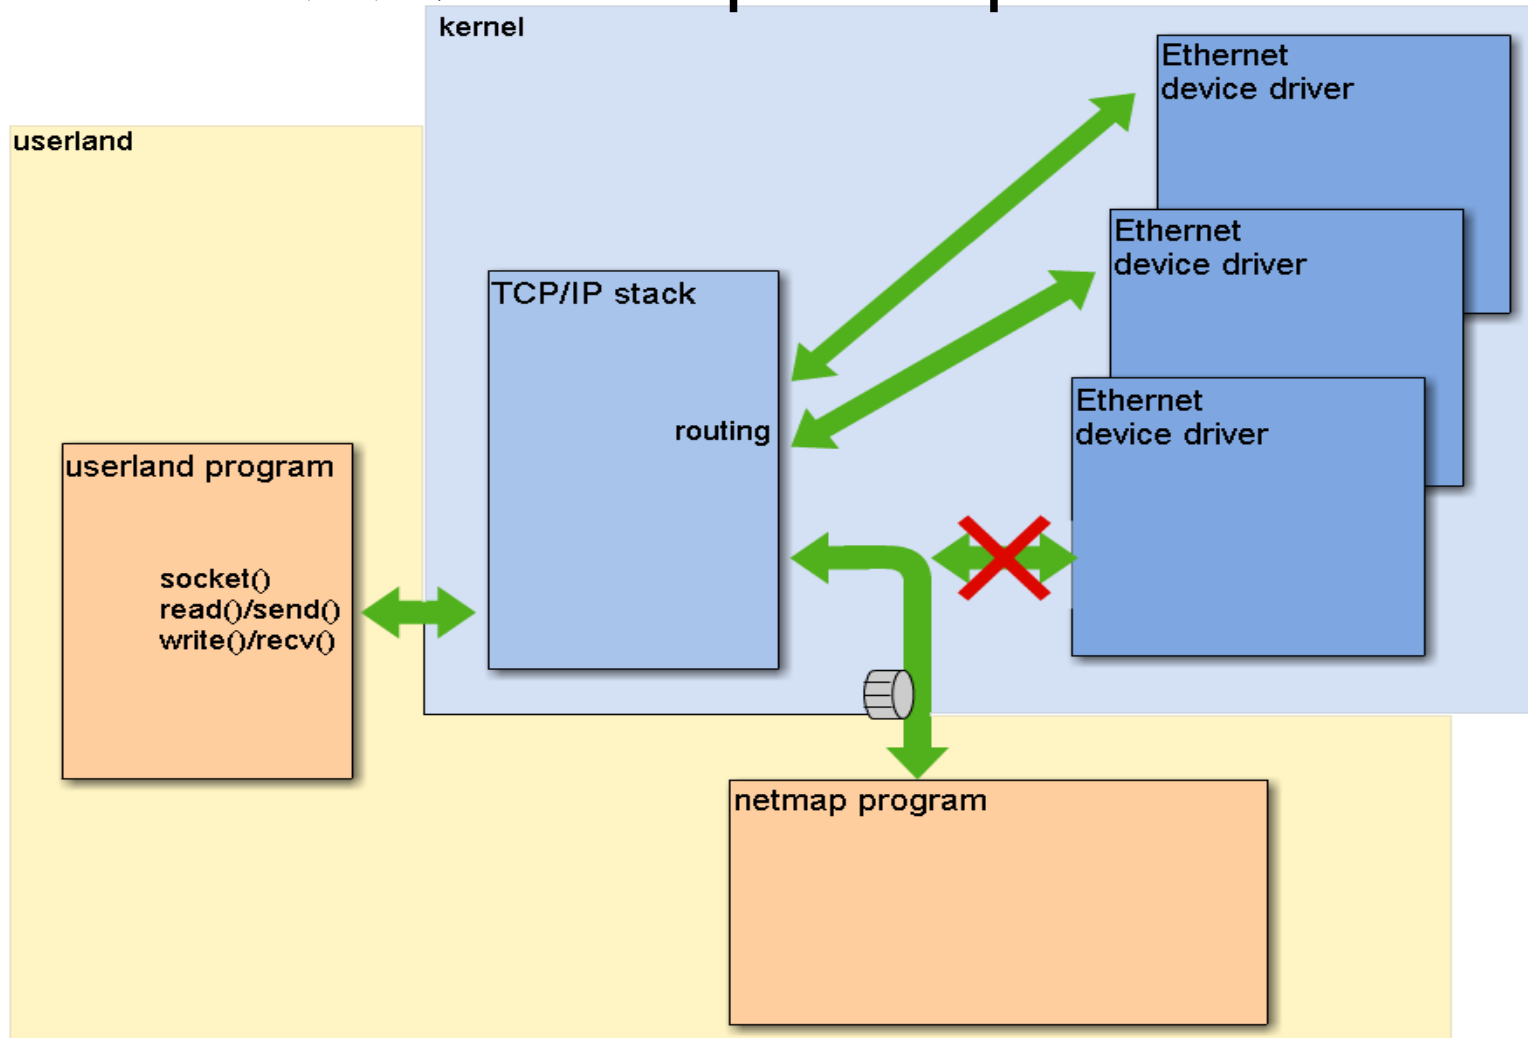 kernel
Ethernet
device driver
userland
Ethernet
device driver
TCP/IP stack
Ethernet
device driver
routing
userland program
socket()
read()/send()
write()/recv()
netmap program